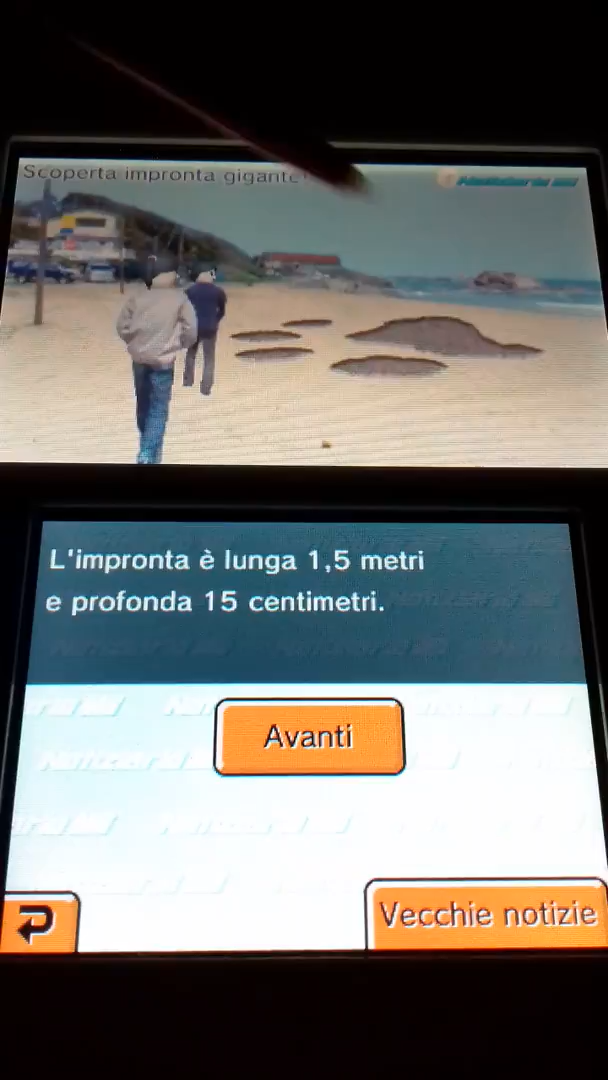 Scoperta impronta gigante!
L'impronta è lunga 1,5 metri
e profonda 15 centimetri.
Avanti
Vecchie notizie